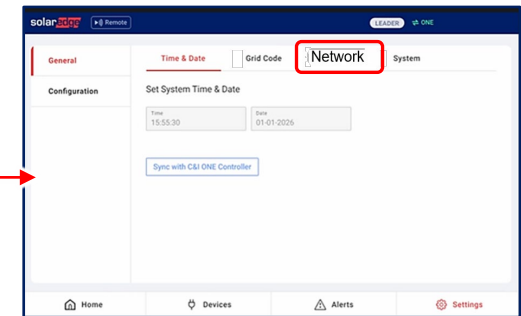 solaredge Remote LEADER ONE
General
Time & Date Grid Code Network System
Configuration
Set System Time & Date
Time
15:55:30
Date
01-01-2026
Sync with C&I ONE Controller
Home Devices Alerts Settings